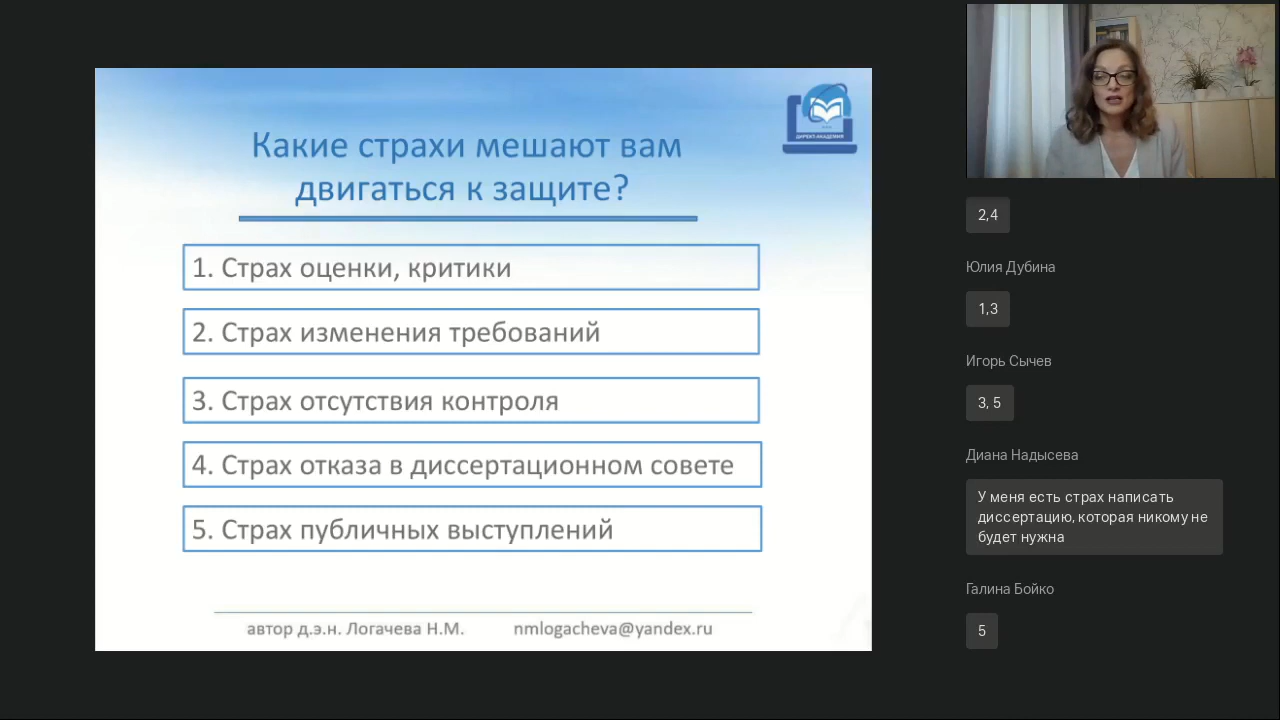 Какие страхи мешают вам
двигаться к защите?
ДИРЕКТ-АКАДЕМИЯ
1. Страх оценки, критики
2. Страх изменения требований
3. Страх отсутствия контроля
4. Страх отказа в диссертационном совете
5. Страх публичных выступлений
автор д.э.н. Логачева Н.М. nmlogacheva@yandex.ru
2,4
Юлия Дубина
1,3
Игорь Сычев
3, 5
Диана Надысева
У меня есть страх написать
диссертацию, которая никому не
будет нужна
Галина Бойко
5